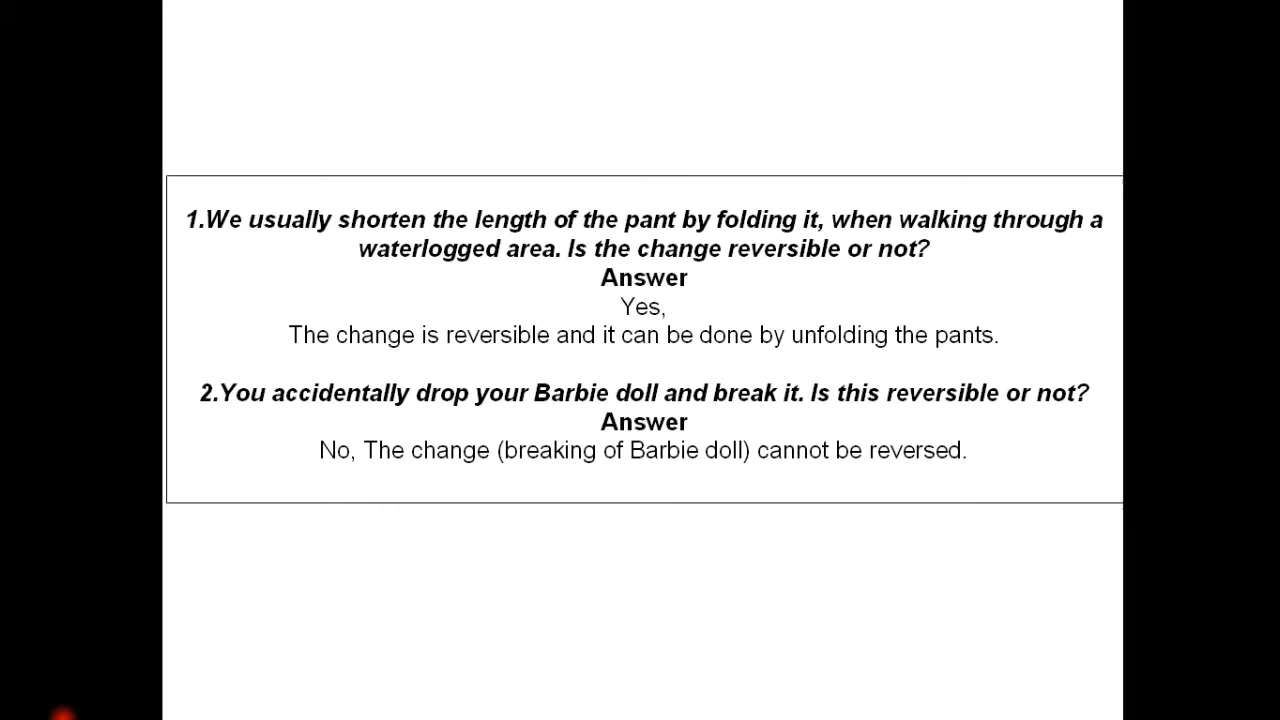 1.We usually shorten the length of the pant by folding it, when walking through a
waterlogged area. Is the change reversible or not?
Answer
Yes,
The change is reversible and it can be done by unfolding the pants.
2.You accidentally drop your Barbie doll and break it. Is this reversible or not?
Answer
No, The change (breaking of Barbie doll) cannot be reversed.